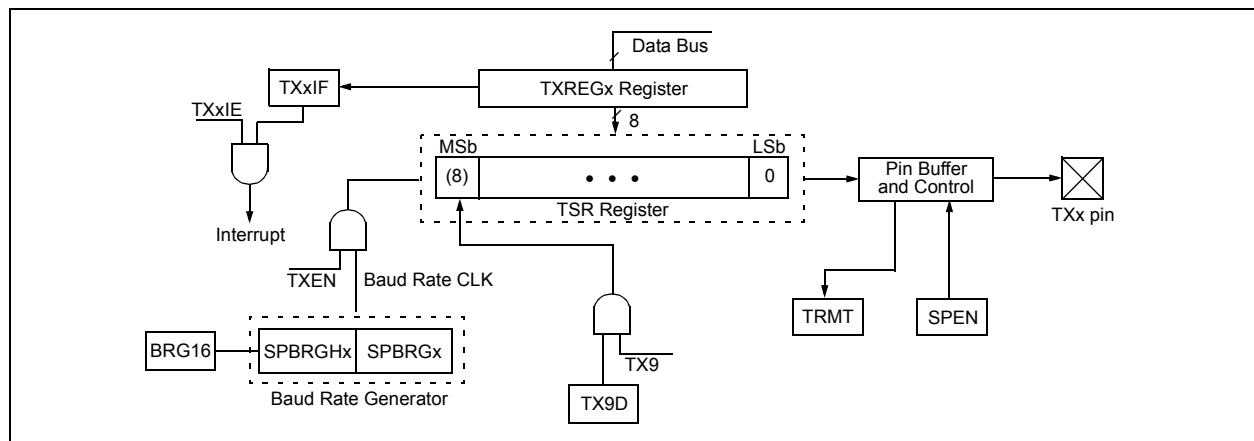 Data Bus
TXxIF
TXREGx Register
TXxIE
8
MSb
LSb
(8)
• • •
0
TSR Register
Pin Buffer
and Control
TXx pin
Interrupt
TXEN
Baud Rate CLK
TRMT
SPEN
BRG16
SPBRGHx
SPBRGx
TX9
Baud Rate Generator
TX9D